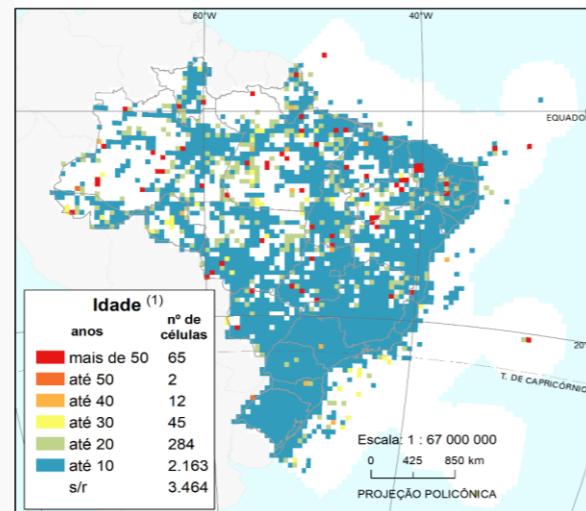 60°W
40°W
EQUADOR
Idade (1)
anos
nº de células
mais de 50 65
até 50 2
até 40 12
até 30 45
até 20 284
até 10 2.163
s/r 3.464
20°
T. DE CAPRICÓRNIO
Escala: 1 : 67 000 000
0 425 850 km
PROJEÇÃO POLICÔNICA